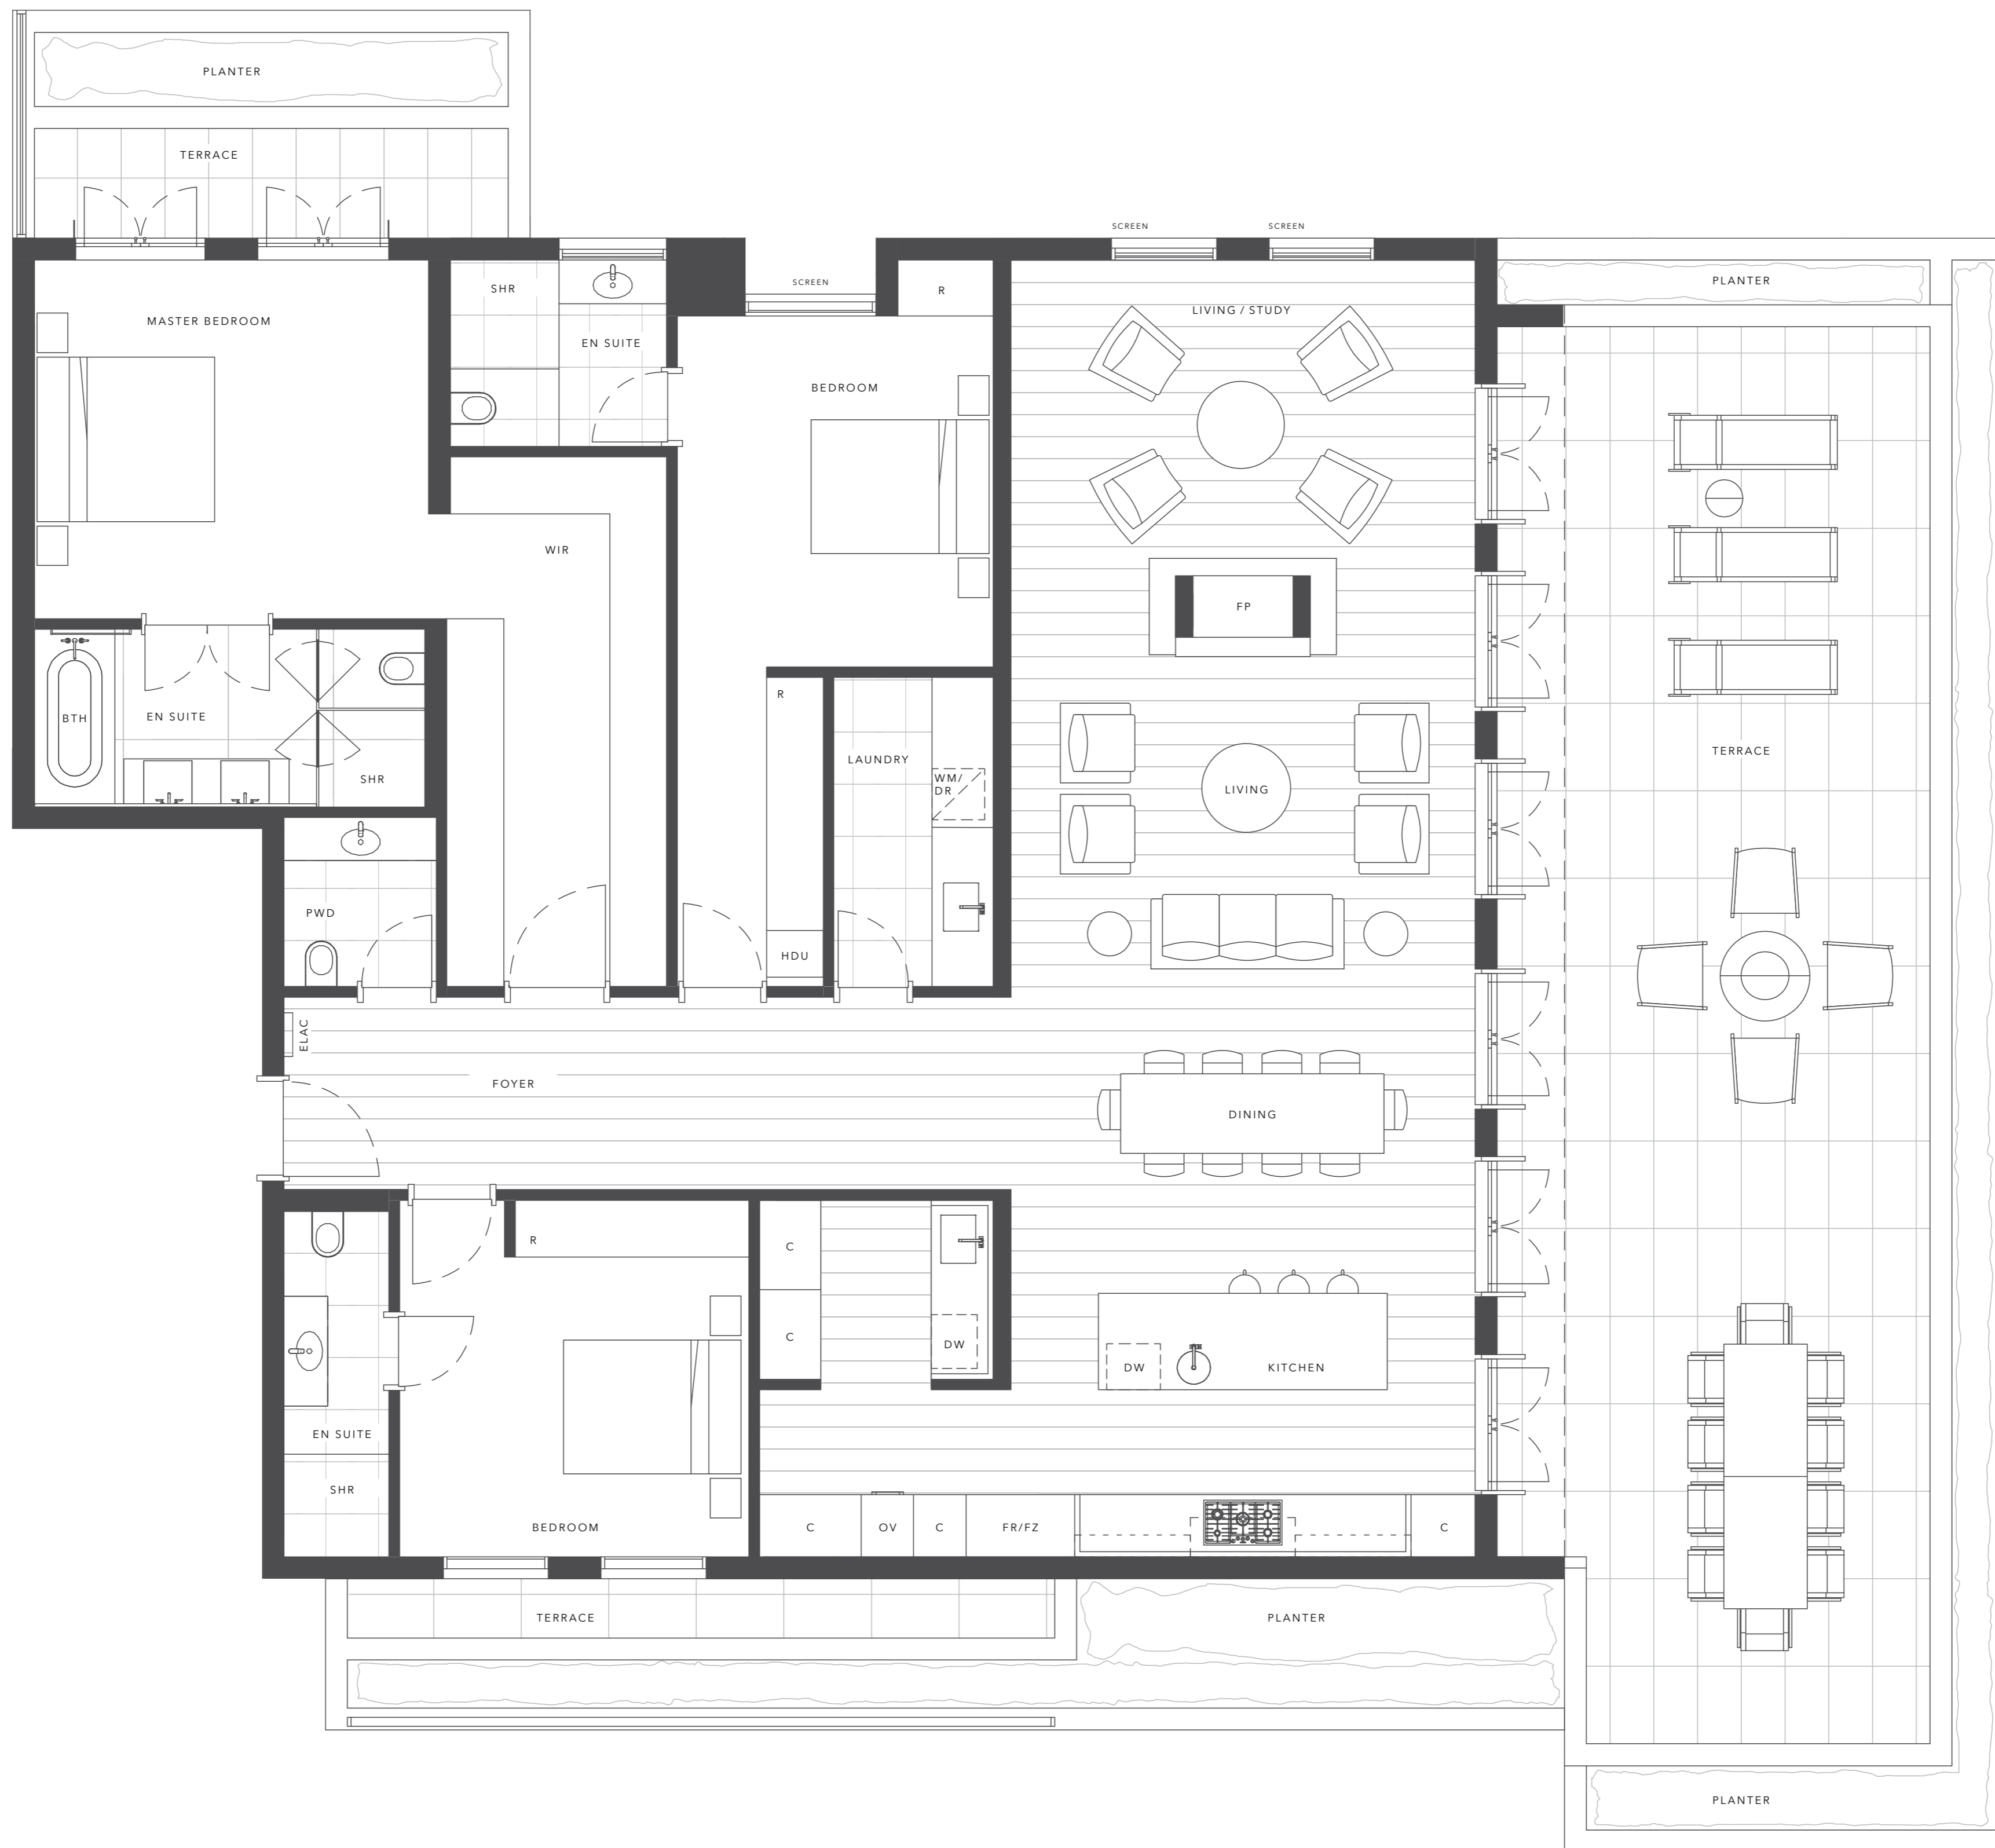 PLANTER
TERRACE
SCREEN
SCREEN
SCREEN
PLANTER
SHR
R
MASTER BEDROOM
LIVING / STUDY
EN SUITE
BEDROOM
WIR
FP
R
BTH
EN SUITE
SHR
LAUNDRY
WM/
DR
LIVING
TERRACE
PWD
HDU
ELAC
FOYER
DINING
R
C
C
DW
DW
KITCHEN
EN SUITE
SHR
BEDROOM
C
OV
C
FR/FZ
C
TERRACE
PLANTER
PLANTER